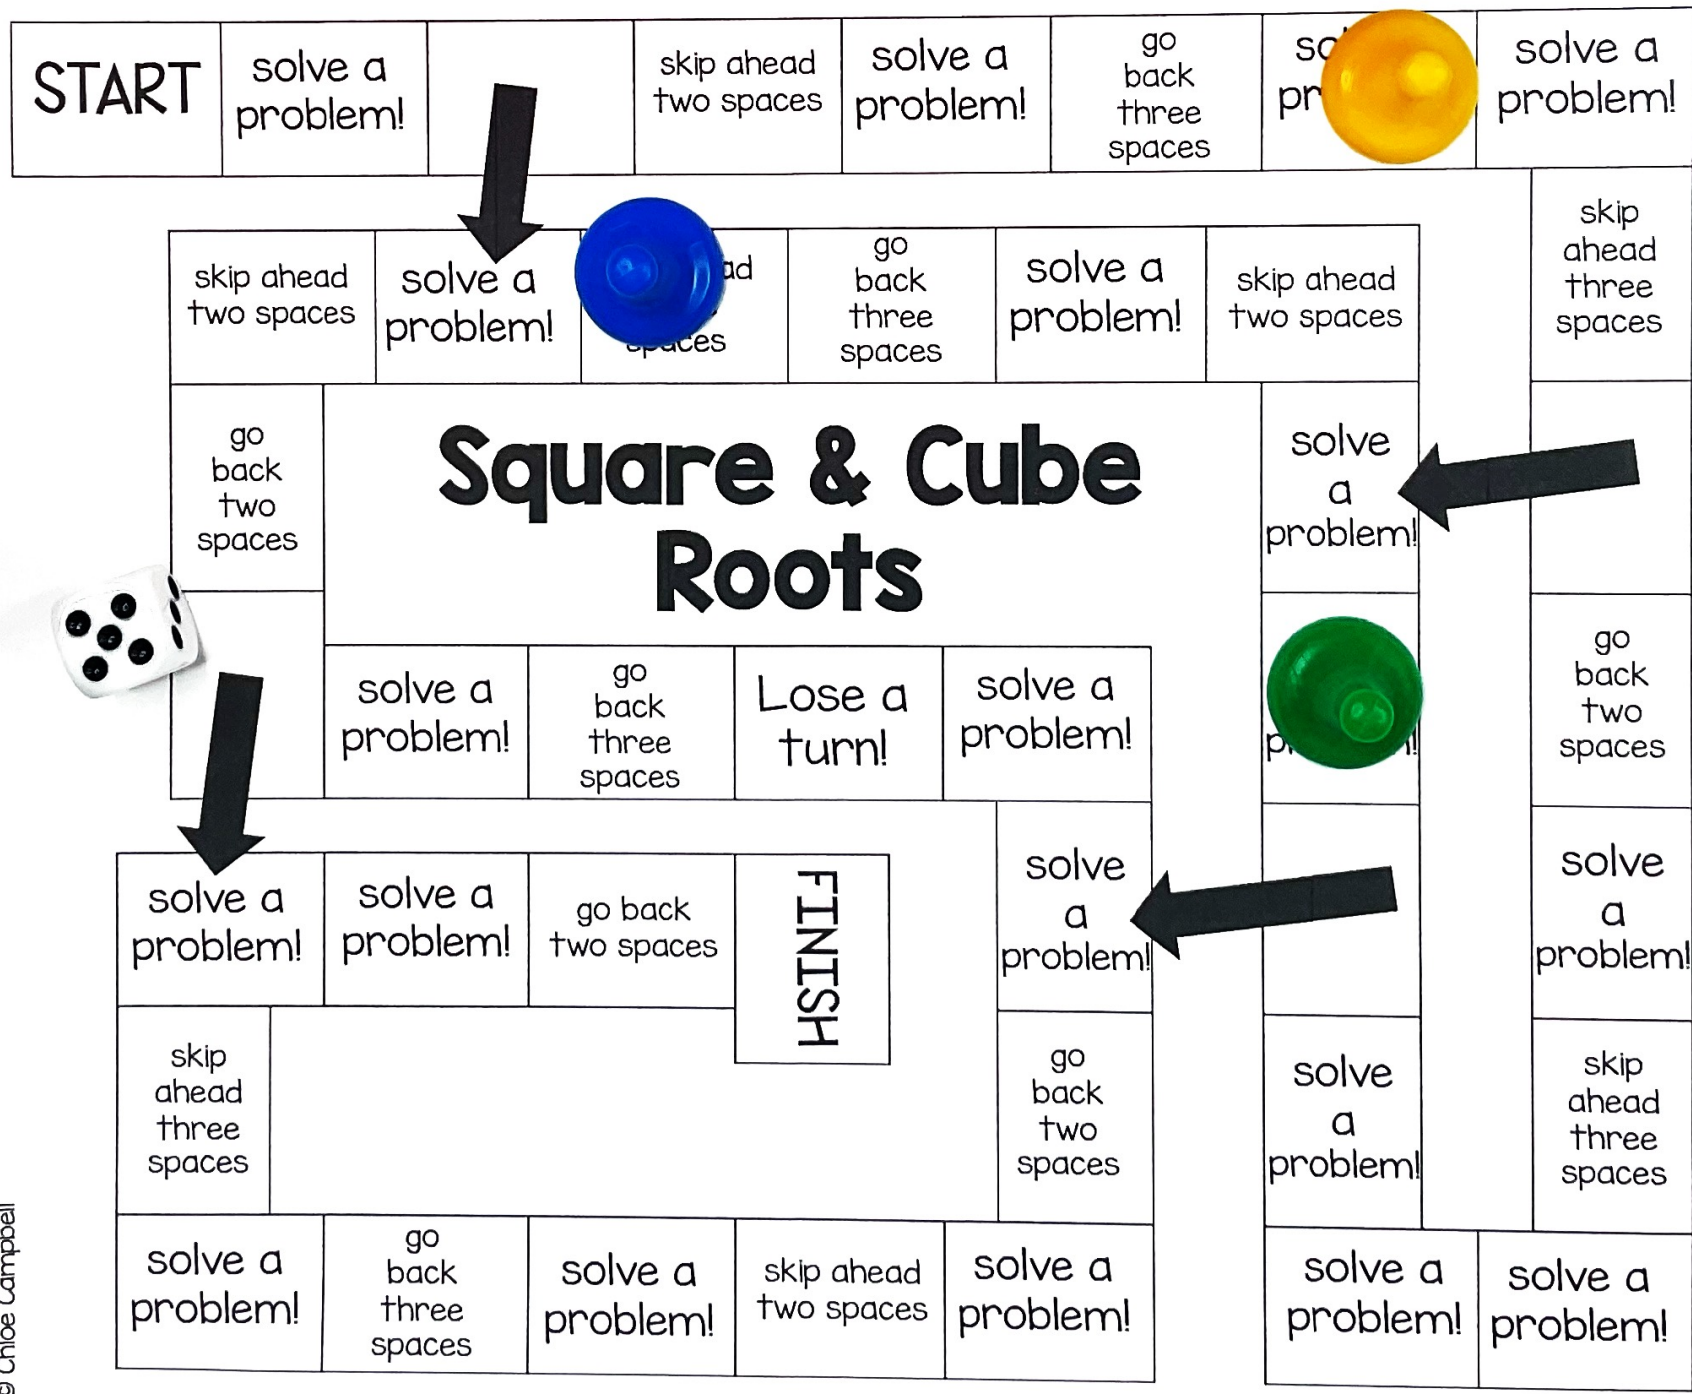 START
solve a
problem!
skip ahead
two spaces
solve a
problem!
go
back
three
spaces
solve a
problem!
skip
ahead
three
spaces
go
back
two
spaces
solve
a
problem!
skip
ahead
three
spaces
solve a
problem!
solve a
problem!
solve
a
problem!
solve
a
problem!
skip ahead
two spaces
solve a
problem!
go
back
three
spaces
spaces
solve a
problem!
skip ahead
two spaces
go
back
two
spaces
Square & Cube
Roots
solve a
problem!
go
back
three
spaces
Lose a
turn!
solve a
problem!
solve
a
problem!
go
back
two
spaces
solve a
problem!
skip ahead
two spaces
solve a
problem!
go
back
three
spaces
solve a
problem!
skip
ahead
three
spaces
solve a
problem!
solve a
problem!
go back
two spaces
FINISH
© Chloe Campbell